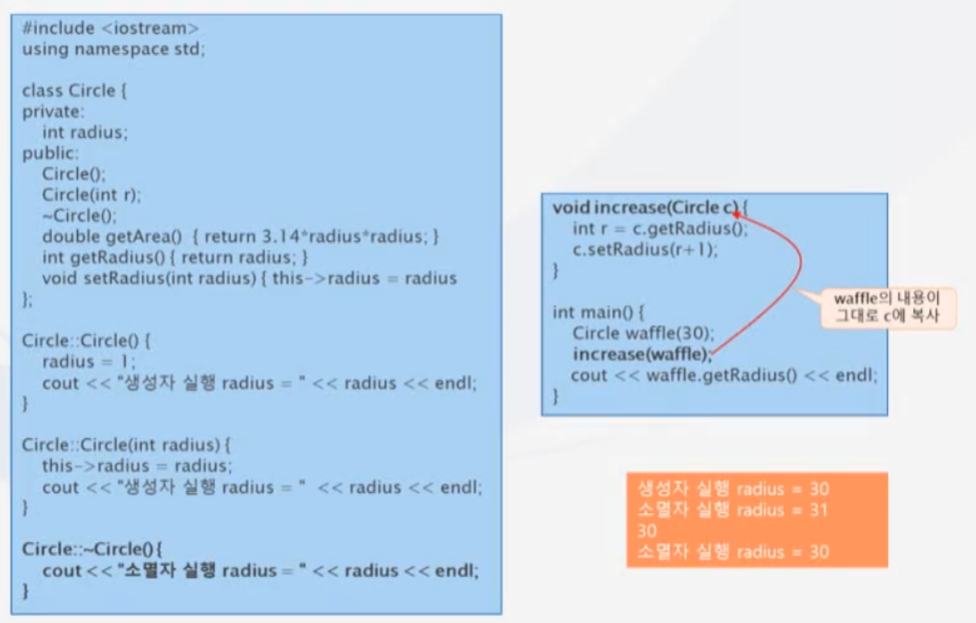 #include <iostream>
using namespace std;
class Circle {
private:
int radius;
public:
Circle();
Circle(int r);
~Circle();
double getArea() { return 3.14*radius*radius; }
int getRadius() { return radius; }
void setRadius(int radius) { this->radius = radius
};
Circle::Circle() {
radius = 1;
cout << "생성자 실행 radius = " << radius << endl;
}
Circle::Circle(int radius) {
this->radius = radius;
cout << "생성자 실행 radius = " << radius << endl;
}
Circle::~Circle() {
cout << "소멸자 실행 radius = " << radius << endl;
}
void increase(Circle c) {
int r = c.getRadius();
c.setRadius(r+1);
}
int main() {
Circle waffle(30);
increase(waffle);
cout << waffle.getRadius() << endl;
}
waffle의 내용이
그대로 c에 복사
생성자 실행 radius = 30
소멸자 실행 radius = 31
30
소멸자 실행 radius = 30